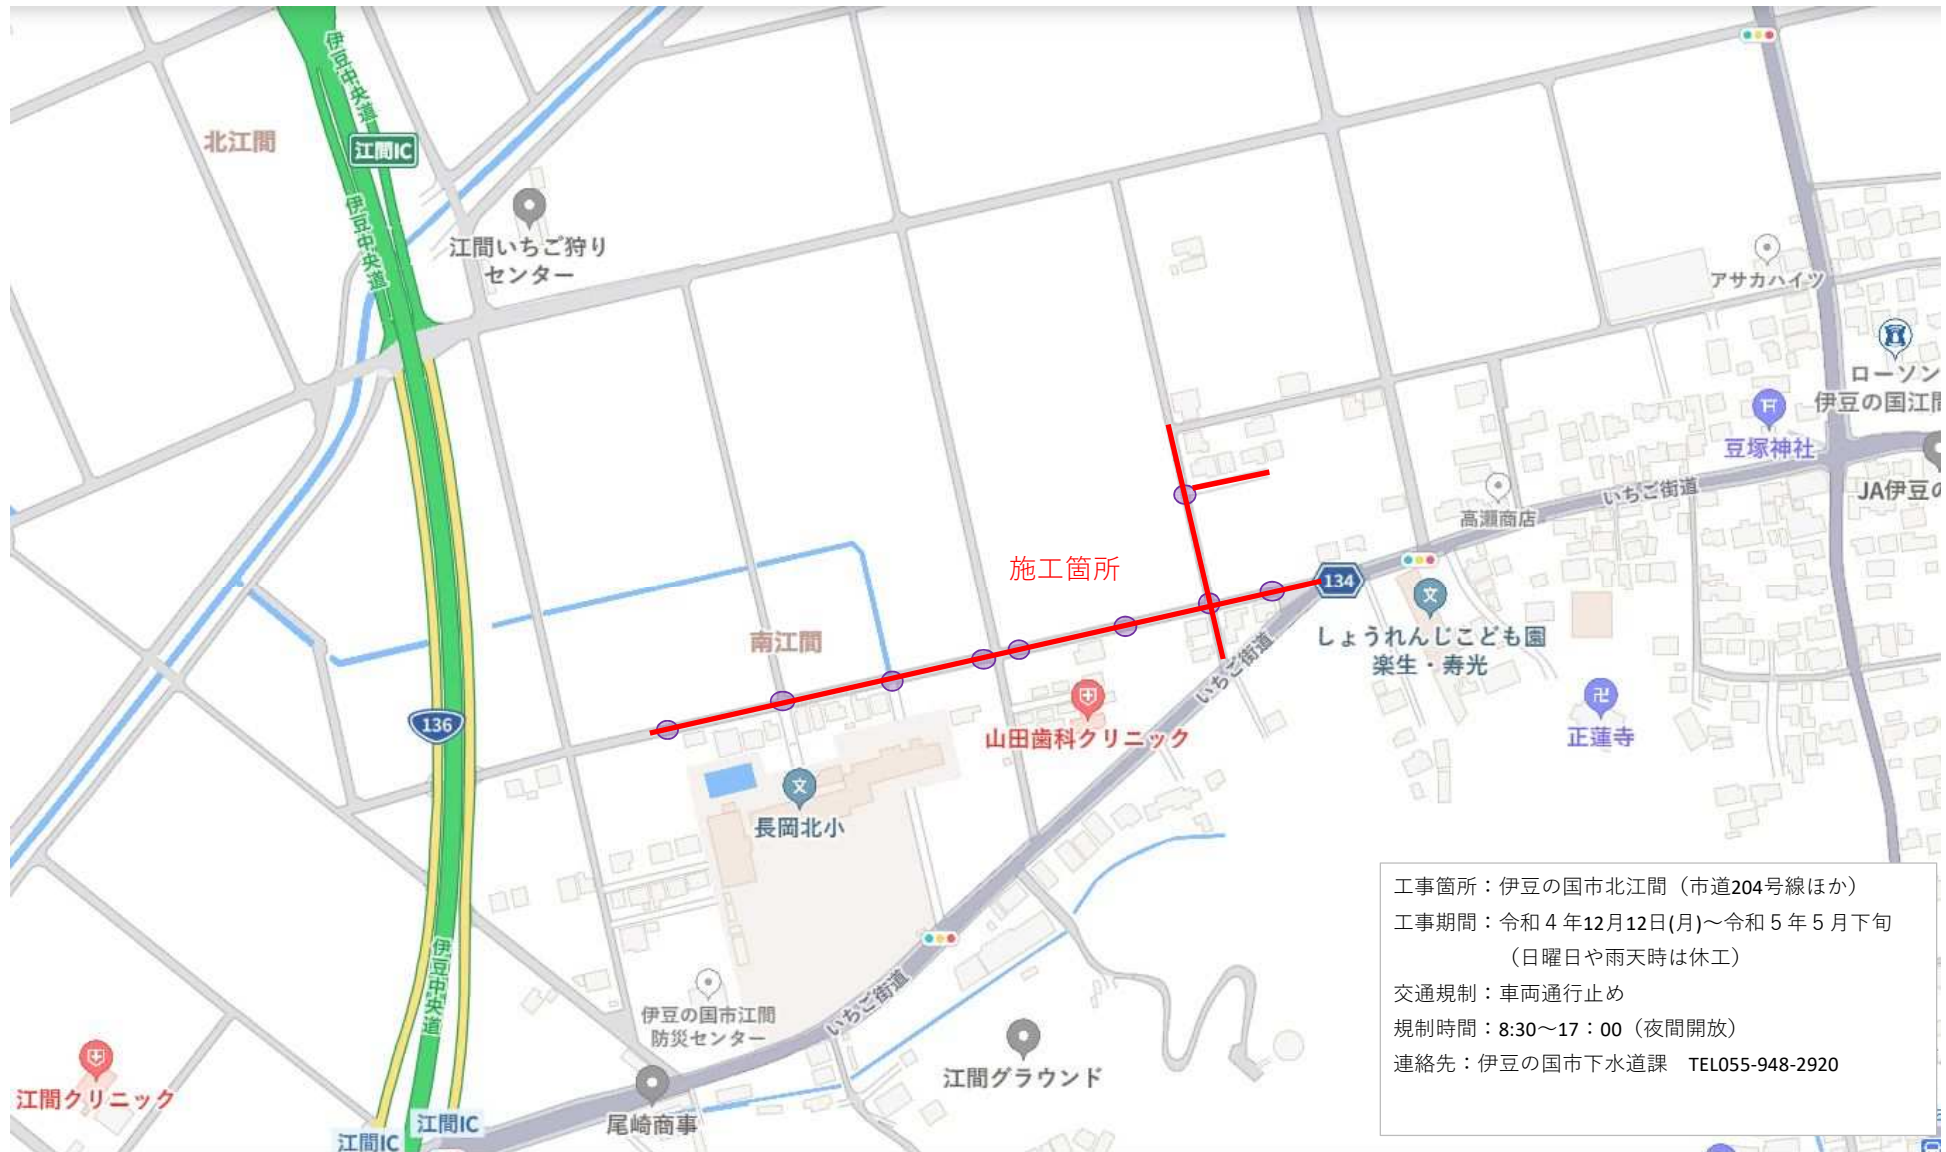 伊豆中央道
北江間
江間IC
伊豆中央道
江間いちご狩り
センター
アサカハイツ
ローソン
伊豆の国江間
豆塚神社
JA伊豆の
いちご街道
高瀬商店
施工箇所
134
しょうれんじこども園
楽生・寿光
南江間
いちご街道
136
山田歯科クリニック
正蓮寺
長岡北小
伊豆中央道
伊豆の国市江間
防災センター
いちご街道
江間グラウンド
江間クリニック
尾崎商事
江間IC
江間IC
工事箇所：伊豆の国市北江間（市道204号線ほか）
工事期間：令和４年12月12日(月)～令和５年５月下旬
（日曜日や雨天時は休工）
交通規制：車両通行止め
規制時間：8:30～17：00（夜間開放）
連絡先：伊豆の国市下水道課　TEL055-948-2920